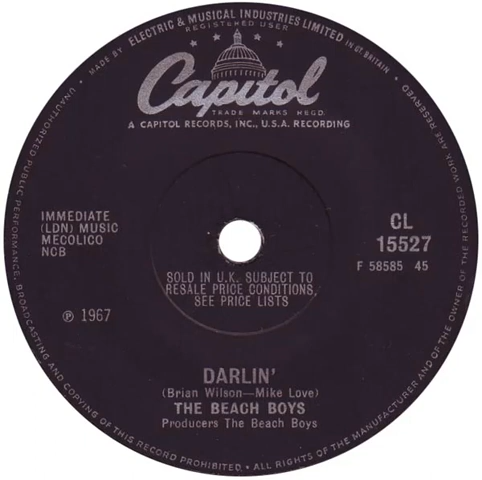 MADE BY ELECTRIC & MUSICAL INDUSTRIES LIMITED IN GT. BRITAIN •
REGISTERED USER
Capitol
TRADE MARKS REGD.
A CAPITOL RECORDS, INC., U.S.A. RECORDING
IMMEDIATE
(LDN) MUSIC
MECOLICO
NCB
CL
15527
F 58585 45
SOLD IN U.K. SUBJECT TO
RESALE PRICE CONDITIONS,
SEE PRICE LISTS
℗ 1967
DARLIN'
(Brian Wilson—Mike Love)
THE BEACH BOYS
Producers The Beach Boys
• ALL RIGHTS OF THE MANUFACTURER AND OF THE OWNER OF THE RECORDED WORK ARE RESERVED •
UNAUTHORIZED PUBLIC PERFORMANCE, BROADCASTING AND COPYING OF THIS RECORD PROHIBITED.